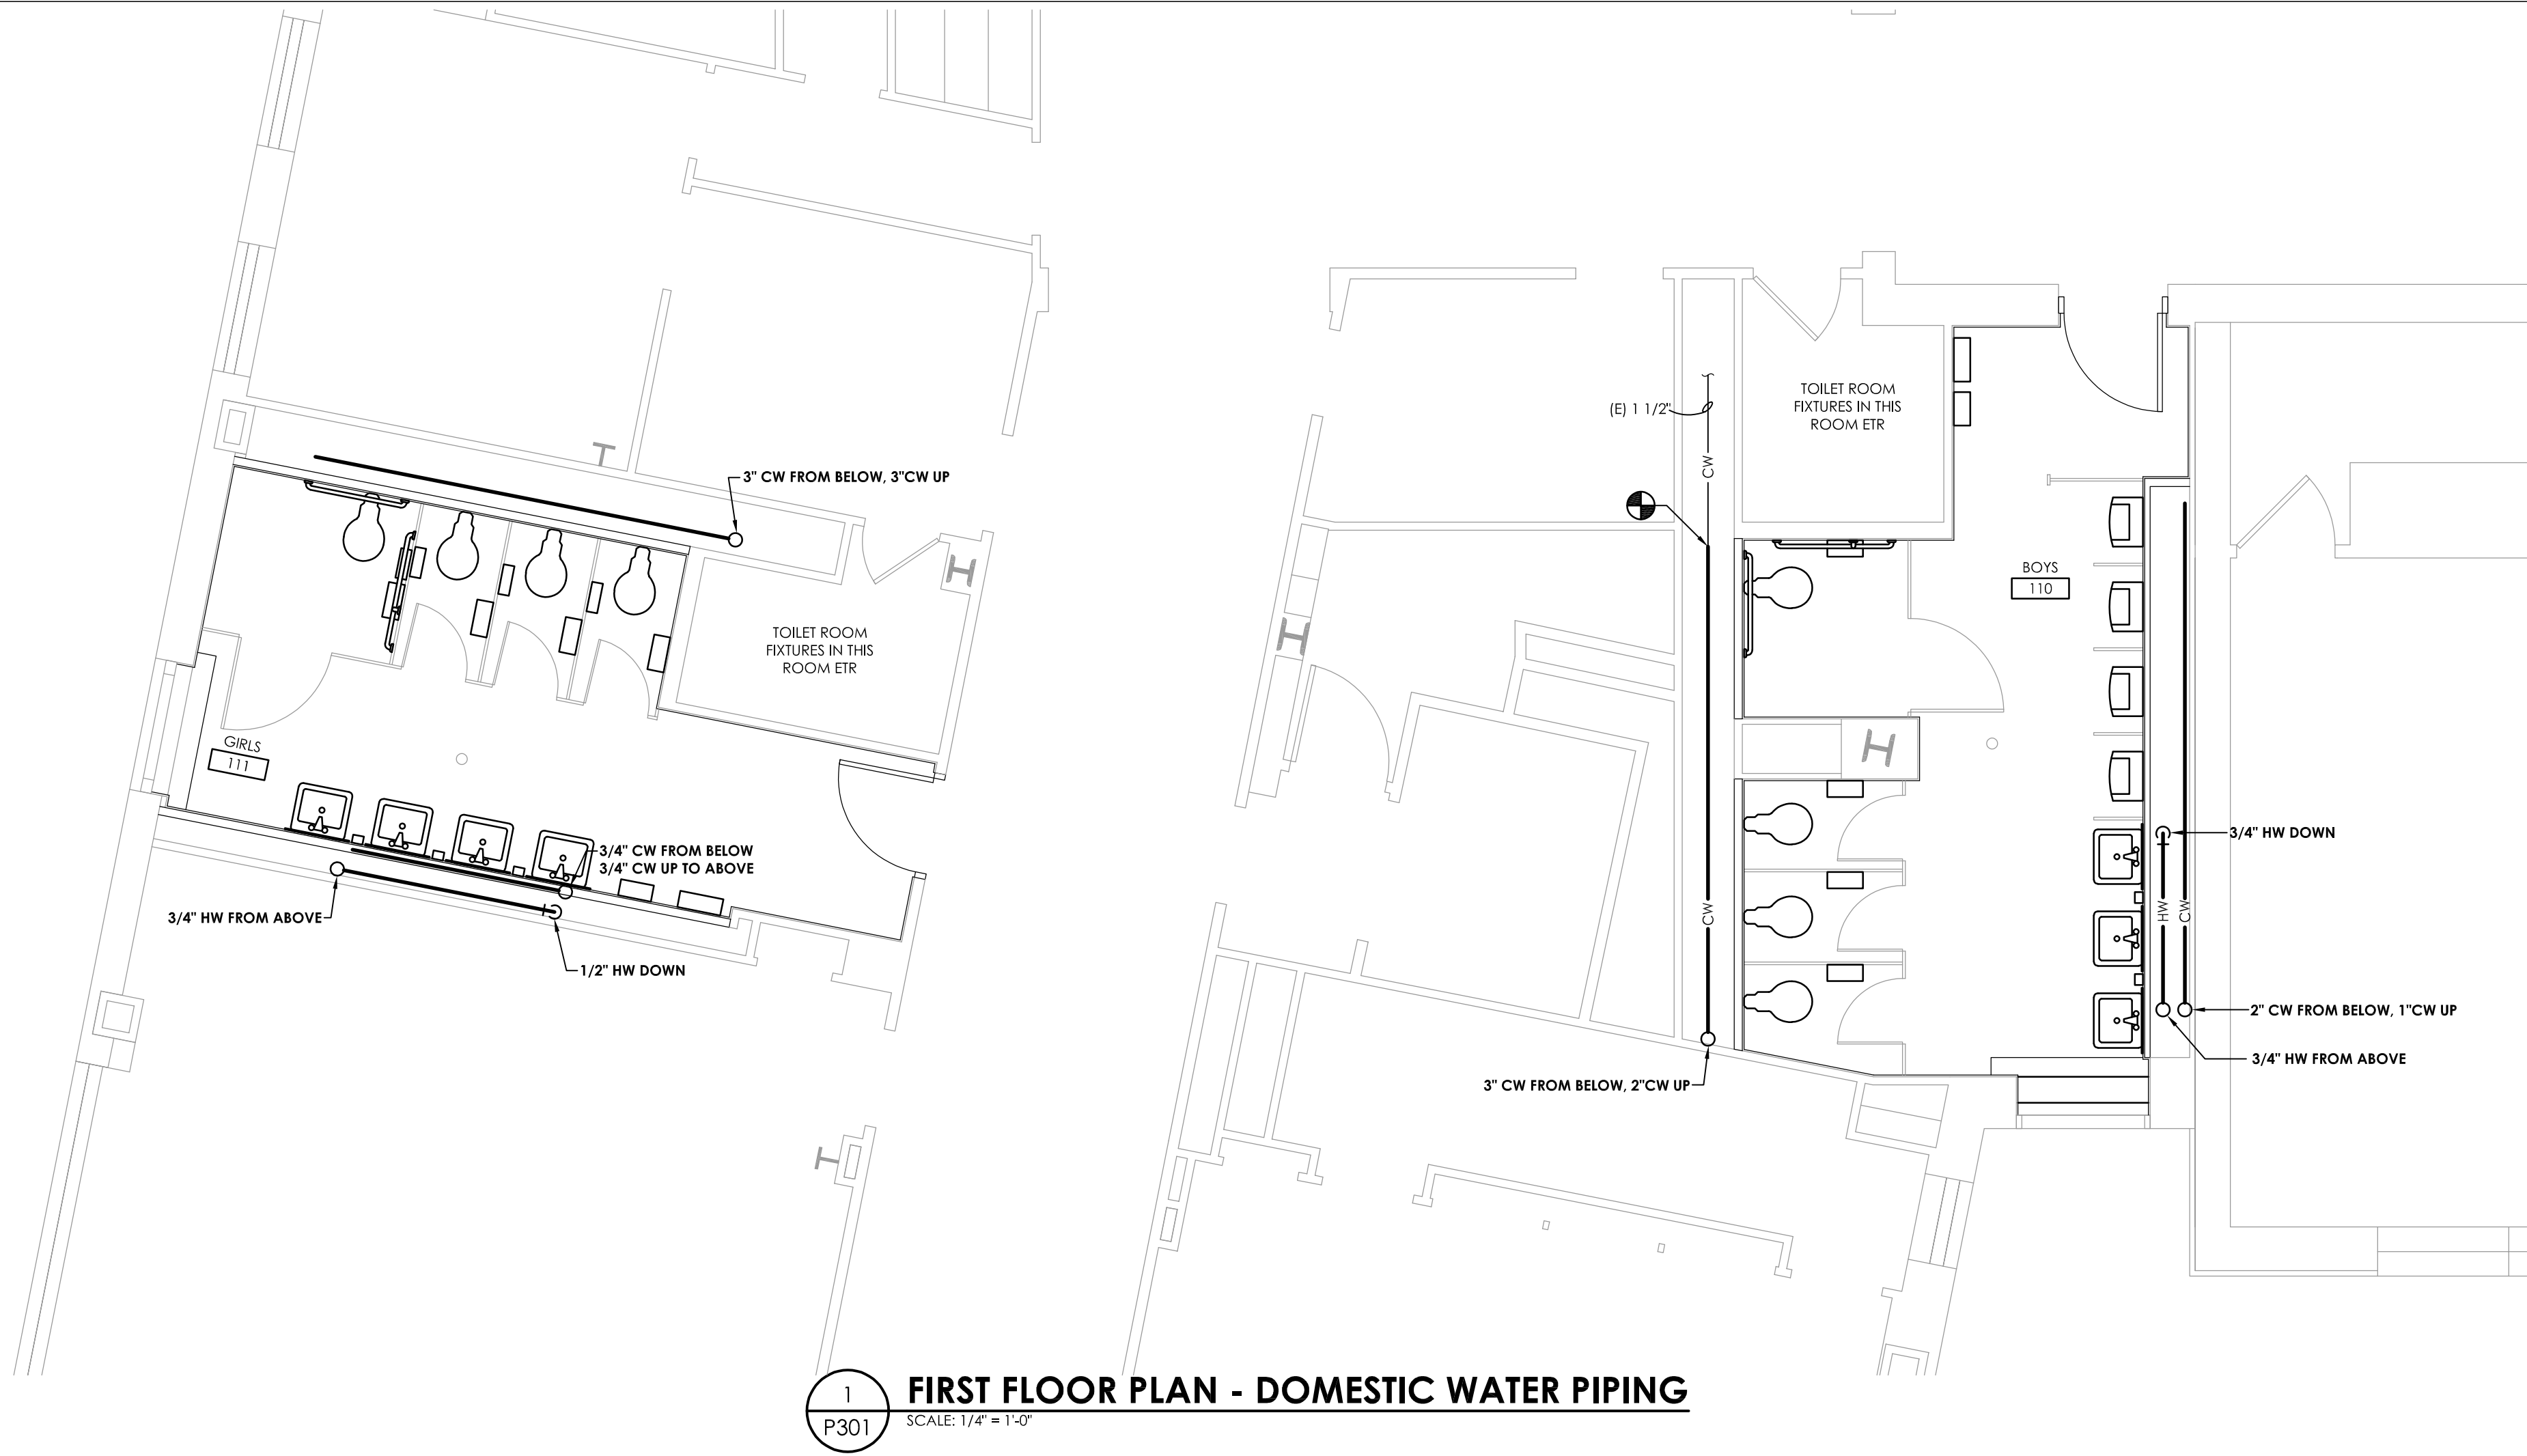 3" CW FROM BELOW, 3"CW UP
TOILET ROOM
FIXTURES IN THIS
ROOM ETR
GIRLS
111
3/4" CW FROM BELOW
3/4" CW UP TO ABOVE
3/4" HW FROM ABOVE
1/2" HW DOWN
(E) 1 1/2"
CW
CW
3" CW FROM BELOW, 2"CW UP
TOILET ROOM
FIXTURES IN THIS
ROOM ETR
BOYS
110
3/4" HW DOWN
HW
CW
2" CW FROM BELOW, 1"CW UP
3/4" HW FROM ABOVE
1
P301
FIRST FLOOR PLAN - DOMESTIC WATER PIPING
SCALE: 1/4" = 1'-0"